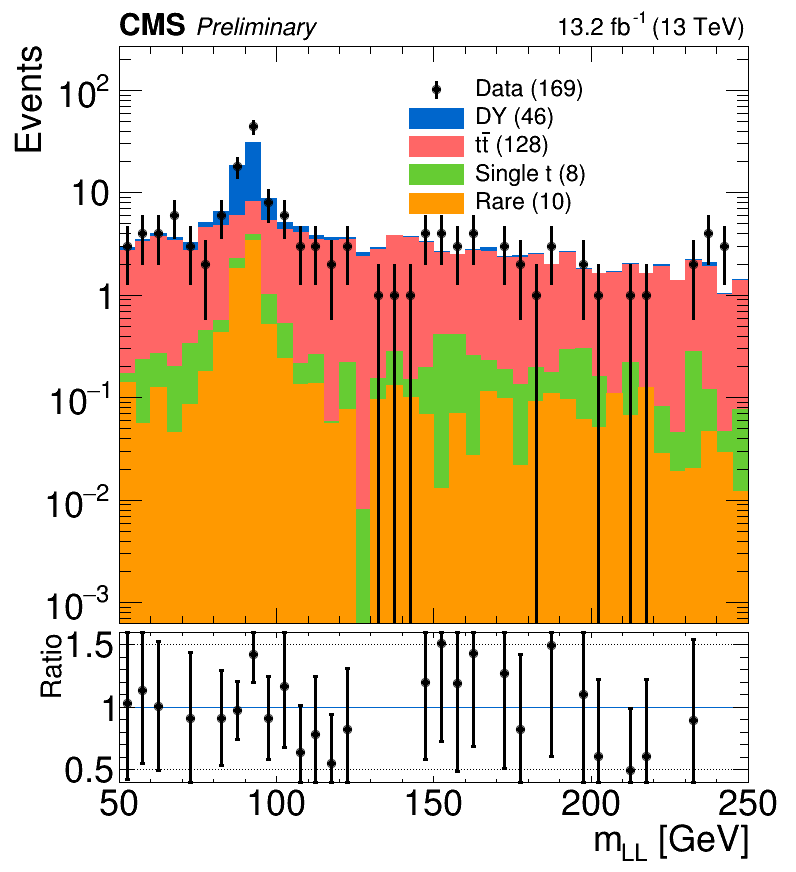 CMS Preliminary 13.2 fb⁻¹ (13 TeV)
Events
Data (169)
DY (46)
tt̄ (128)
Single t (8)
Rare (10)
10²
10
1
10⁻¹
10⁻²
10⁻³
Ratio
1.5
1
0.5
50 100 150 200 250
m_LL [GeV]